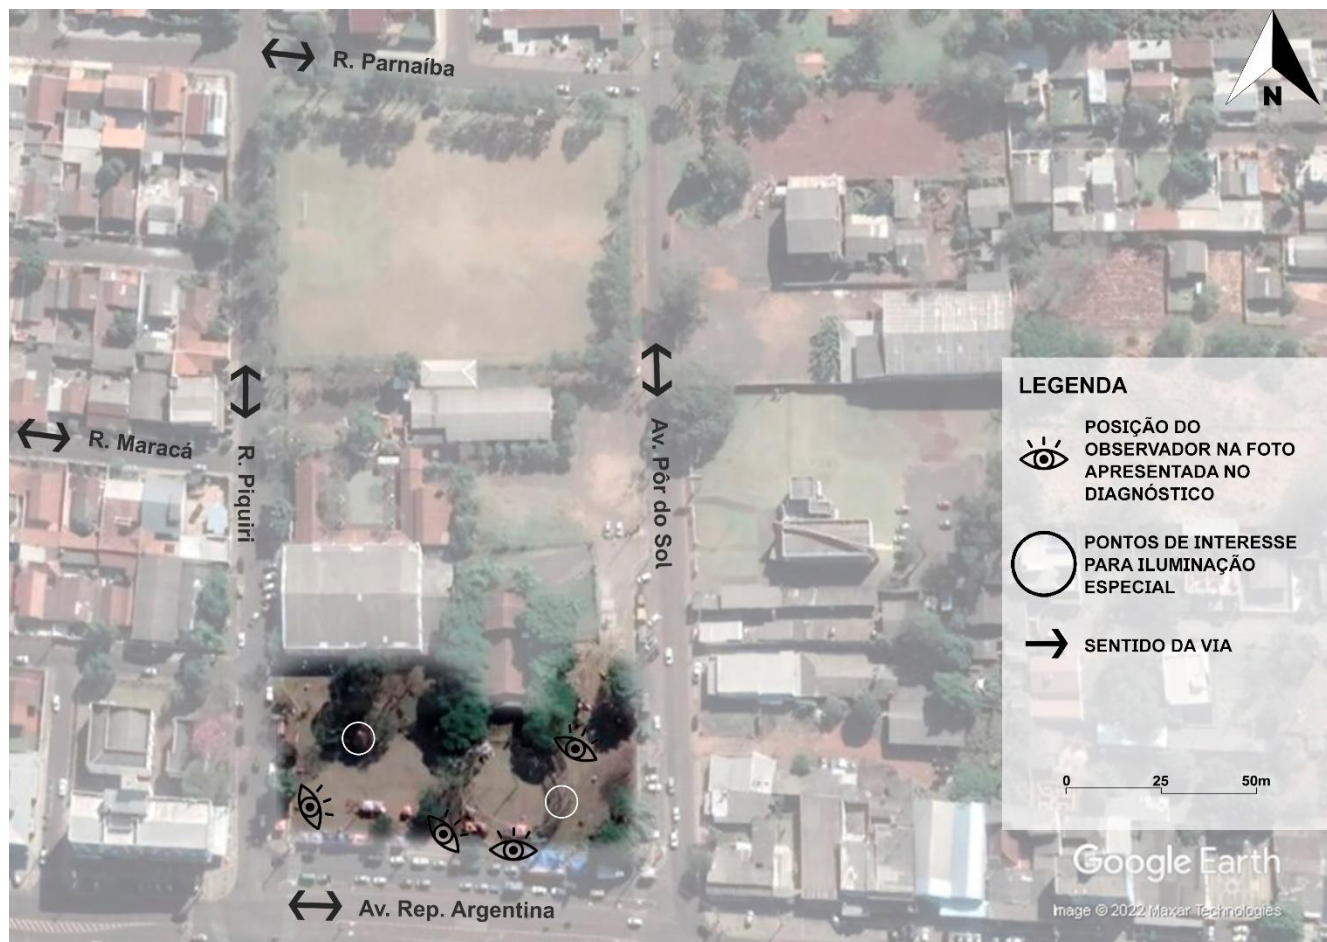 R. Parnaíba
N
R. Maracá
R. Piquiri
Av. Pôr do Sol
LEGENDA
POSIÇÃO DO
OBSERVADOR NA FOTO
APRESENTADA NO
DIAGNÓSTICO
PONTOS DE INTERESSE
PARA ILUMINAÇÃO
ESPECIAL
SENTIDO DA VIA
0 25 50m
Google Earth
Image © 2022 Maxar Technologies
Av. Rep. Argentina